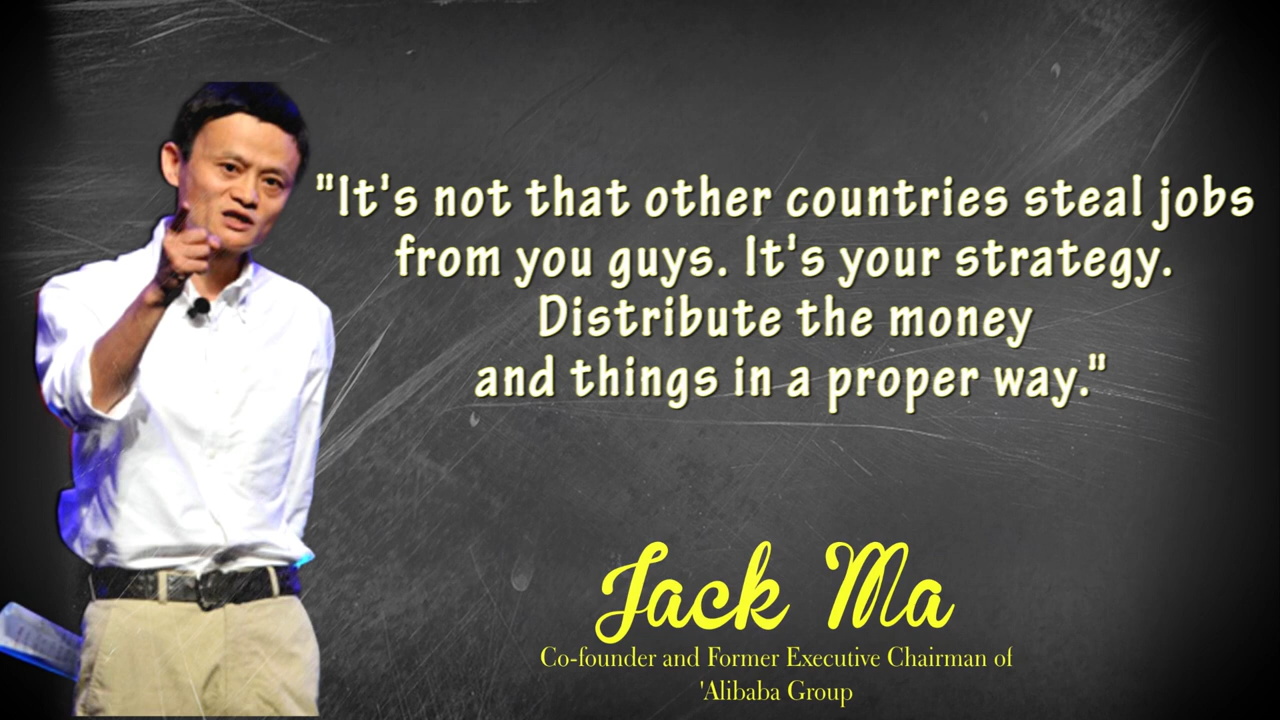 "It's not that other countries steal jobs
from you guys. It's your strategy.
Distribute the money
and things in a proper way."
Jack Ma
Co-founder and Former Executive Chairman of
'Alibaba Group